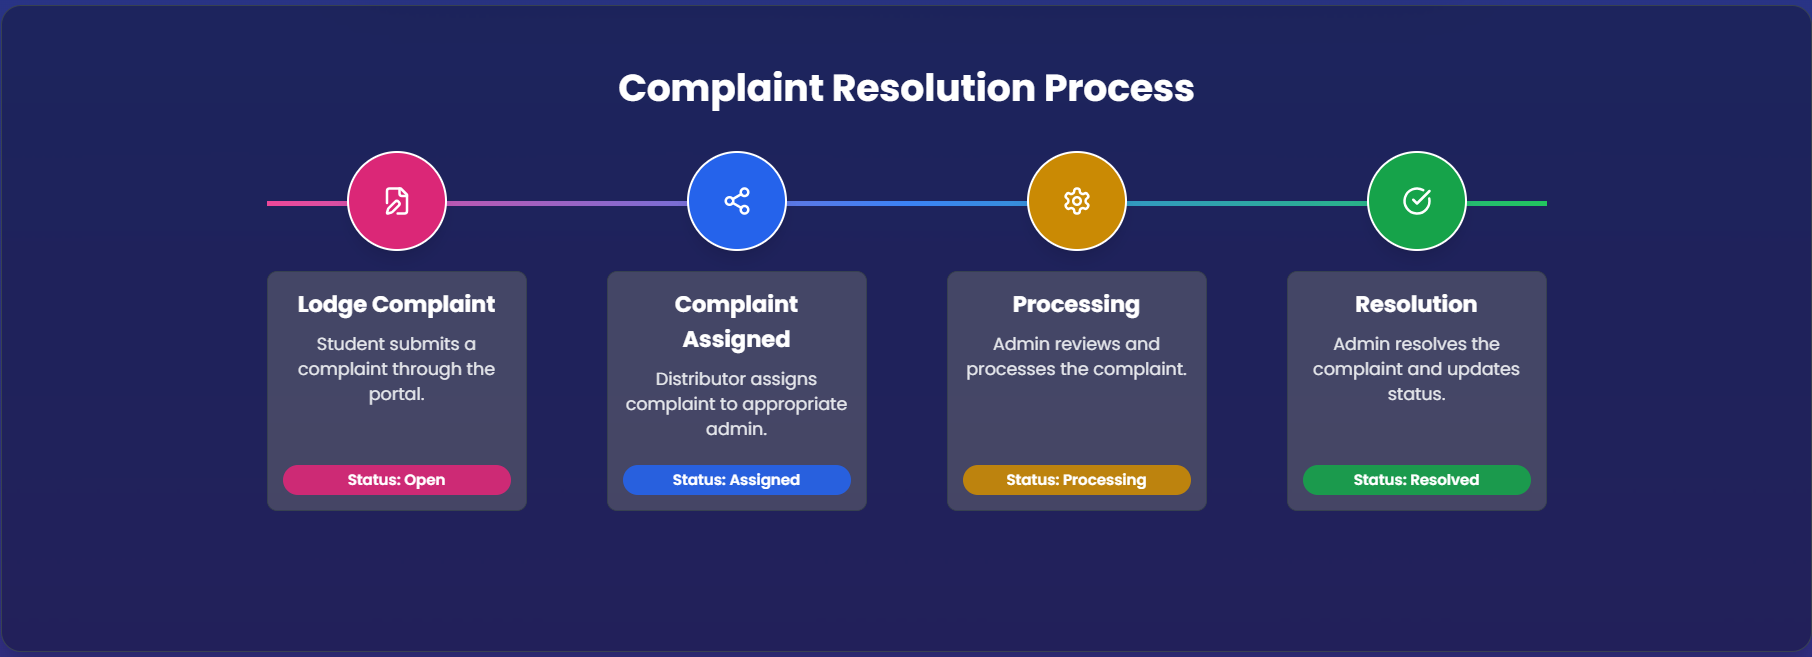 Complaint Resolution Process
Lodge Complaint
Student submits a
complaint through the
portal.
Status: Open
Complaint
Assigned
Distributor assigns
complaint to appropriate
admin.
Status: Assigned
Processing
Admin reviews and
processes the complaint.
Status: Processing
Resolution
Admin resolves the
complaint and updates
status.
Status: Resolved